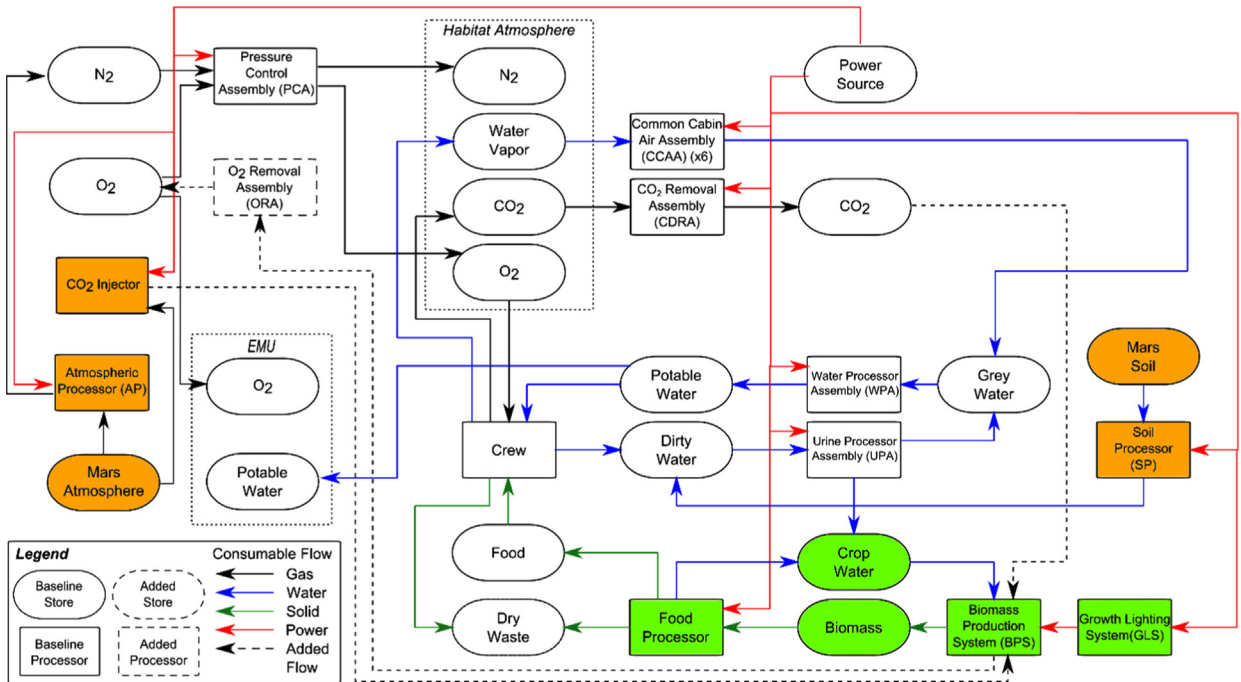 Habitat Atmosphere
N2
Pressure
Control
Assembly (PCA)
N2
Power
Source
Water
Vapor
Common Cabin
Air Assembly
(CCAA) (x6)
O2
O2 Removal
Assembly
(ORA)
CO2
CO2 Removal
Assembly
(CDRA)
CO2
O2
CO2 Injector
EMU
Atmospheric
Processor (AP)
O2
Potable
Water
Water Processor
Assembly (WPA)
Grey
Water
Mars
Soil
Mars
Atmosphere
Potable
Water
Crew
Dirty
Water
Urine Processor
Assembly (UPA)
Soil
Processor
(SP)
Food
Crop
Water
Dry
Waste
Food
Processor
Biomass
Biomass
Production
System (BPS)
Growth Lighting
System(GLS)
Legend
Consumable Flow
Baseline
Store
Added
Store
Gas
Water
Solid
Power
Added
Flow
Baseline
Processor
Added
Processor